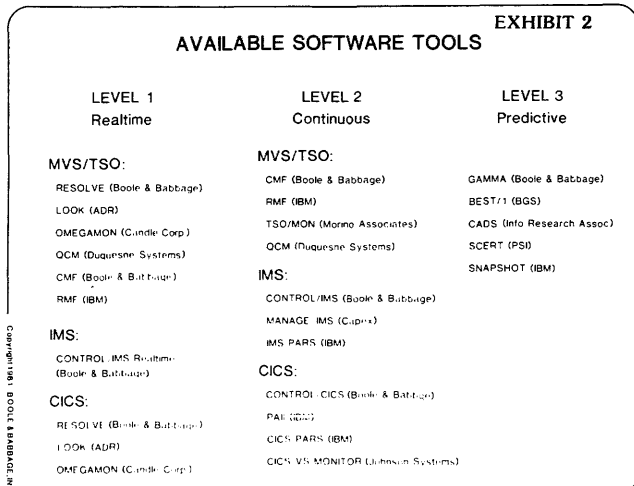 EXHIBIT 2
AVAILABLE SOFTWARE TOOLS
LEVEL 1
Realtime
MVS/TSO:
RESOLVE (Boole & Babbage)
LOOK (ADR)
OMEGAMON (Candle Corp)
QCM (Duquesne Systems)
CMF (Boole & Babbage)
RMF (IBM)
IMS:
CONTROL/IMS Realtime
(Boole & Babbage)
CICS:
RESOLVE (Boole & Babbage)
LOOK (ADR)
OMEGAMON (Candle Corp)
LEVEL 2
Continuous
MVS/TSO:
CMF (Boole & Babbage)
RMF (IBM)
TSO/MON (Morino Associates)
QCM (Duquesne Systems)
IMS:
CONTROL/IMS (Boole & Babbage)
MANAGE IMS (Capex)
IMS PARS (IBM)
CICS:
CONTROL/CICS (Boole & Babbage)
PAII (IBM)
CICS PARS (IBM)
CICS VS MONITOR (Johnson Systems)
LEVEL 3
Predictive
GAMMA (Boole & Babbage)
BEST/1 (BGS)
CADS (Info Research Assoc)
SCERT (PSI)
SNAPSHOT (IBM)
Copyright 1981 BOOLE & BABBAGE, IN